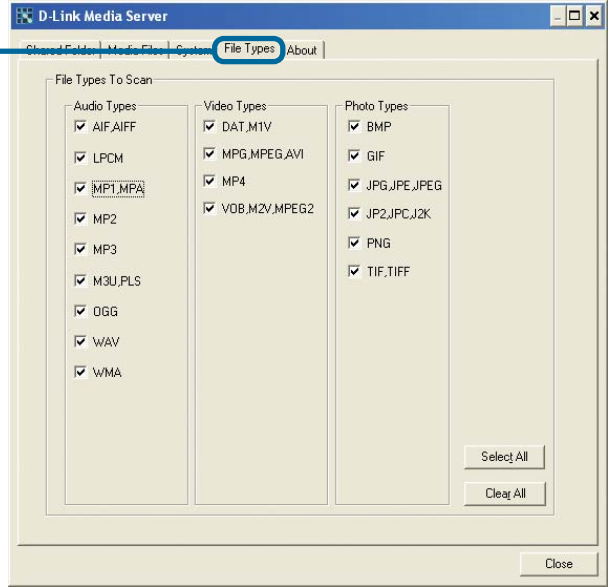 D-Link Media Server
Shared Folder Media Files System File Types About
File Types To Scan
Audio Types
AIF,AIFF
LPCM
MP1,MPA
MP2
MP3
M3U,PLS
OGG
WAV
WMA
Video Types
DAT,M1V
MPG,MPEG,AVI
MP4
VOB,M2V,MPEG2
Photo Types
BMP
GIF
JPG,JPE,JPEG
JP2,JPC,J2K
PNG
TIF,TIFF
Select All
Clear All
Close